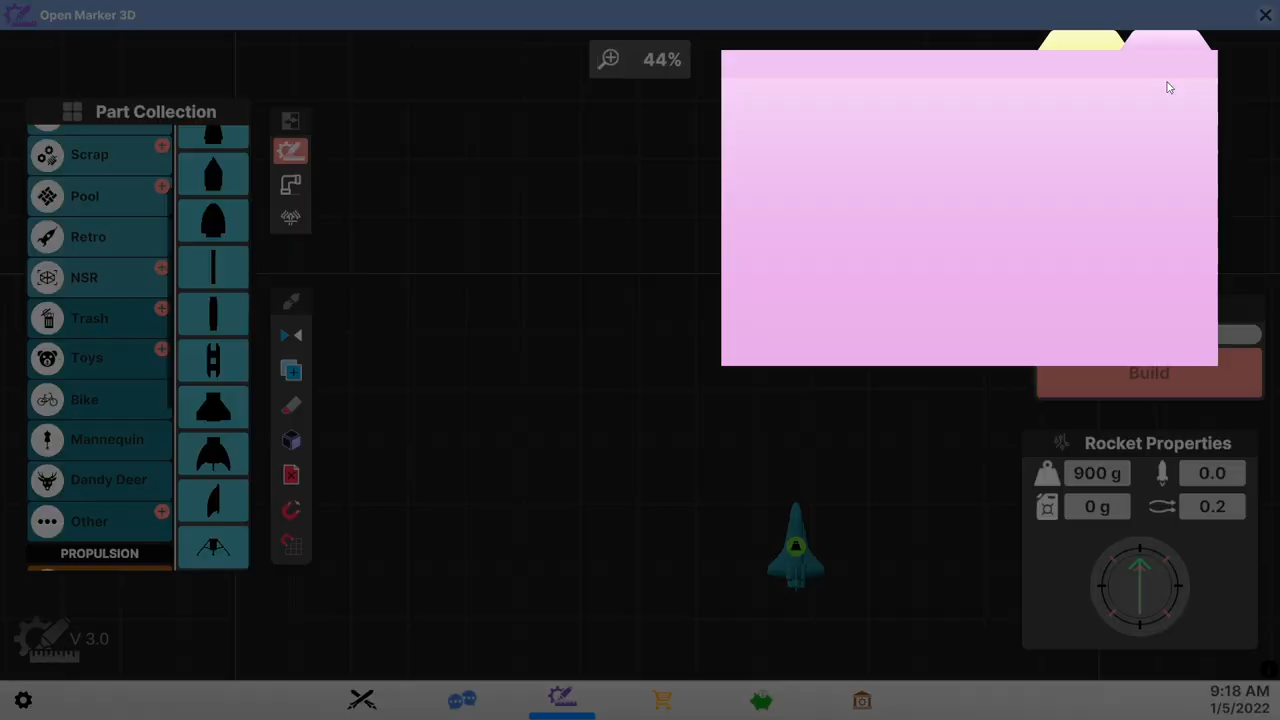 Open Marker 3D
44%
Part Collection
Scrap
Pool
Retro
NSR
Trash
Toys
Bike
Mannequin
Dandy Deer
Other
PROPULSION
Build
Rocket Properties
900 g
0.0
0 g
0.2
V 3.0
9:18 AM
1/5/2022